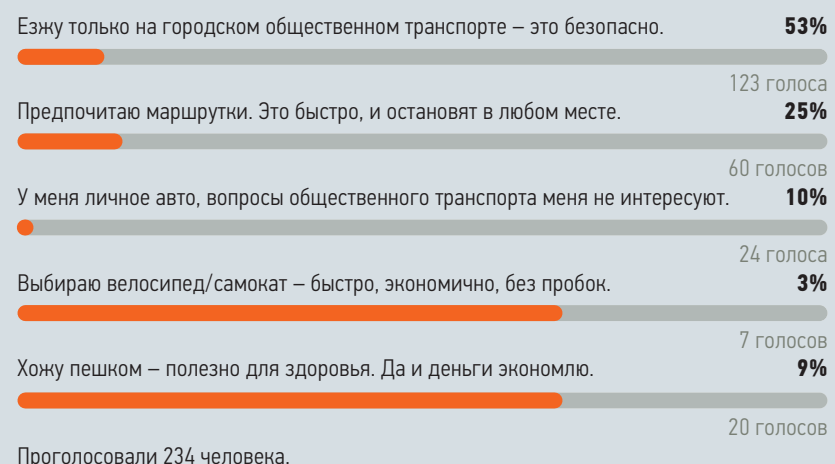 Езжу только на городском общественном транспорте – это безопасно. 53%
123 голоса
Предпочитаю маршрутки. Это быстро, и остановят в любом месте. 25%
60 голосов
У меня личное авто, вопросы общественного транспорта меня не интересуют. 10%
24 голоса
Выбираю велосипед/самокат – быстро, экономично, без пробок. 3%
7 голосов
Хожу пешком – полезно для здоровья. Да и деньги экономлю. 9%
20 голосов
Проголосовали 234 человека.